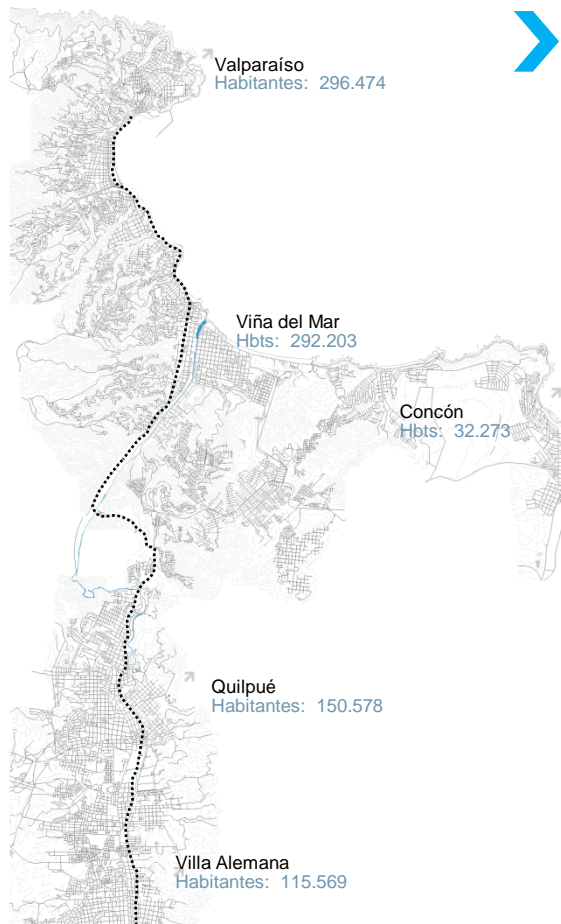 Valparaíso
Habitantes: 296.474
Viña del Mar
Hbts: 292.203
Concón
Hbts: 32.273
Quilpué
Habitantes: 150.578
Villa Alemana
Habitantes: 115.569